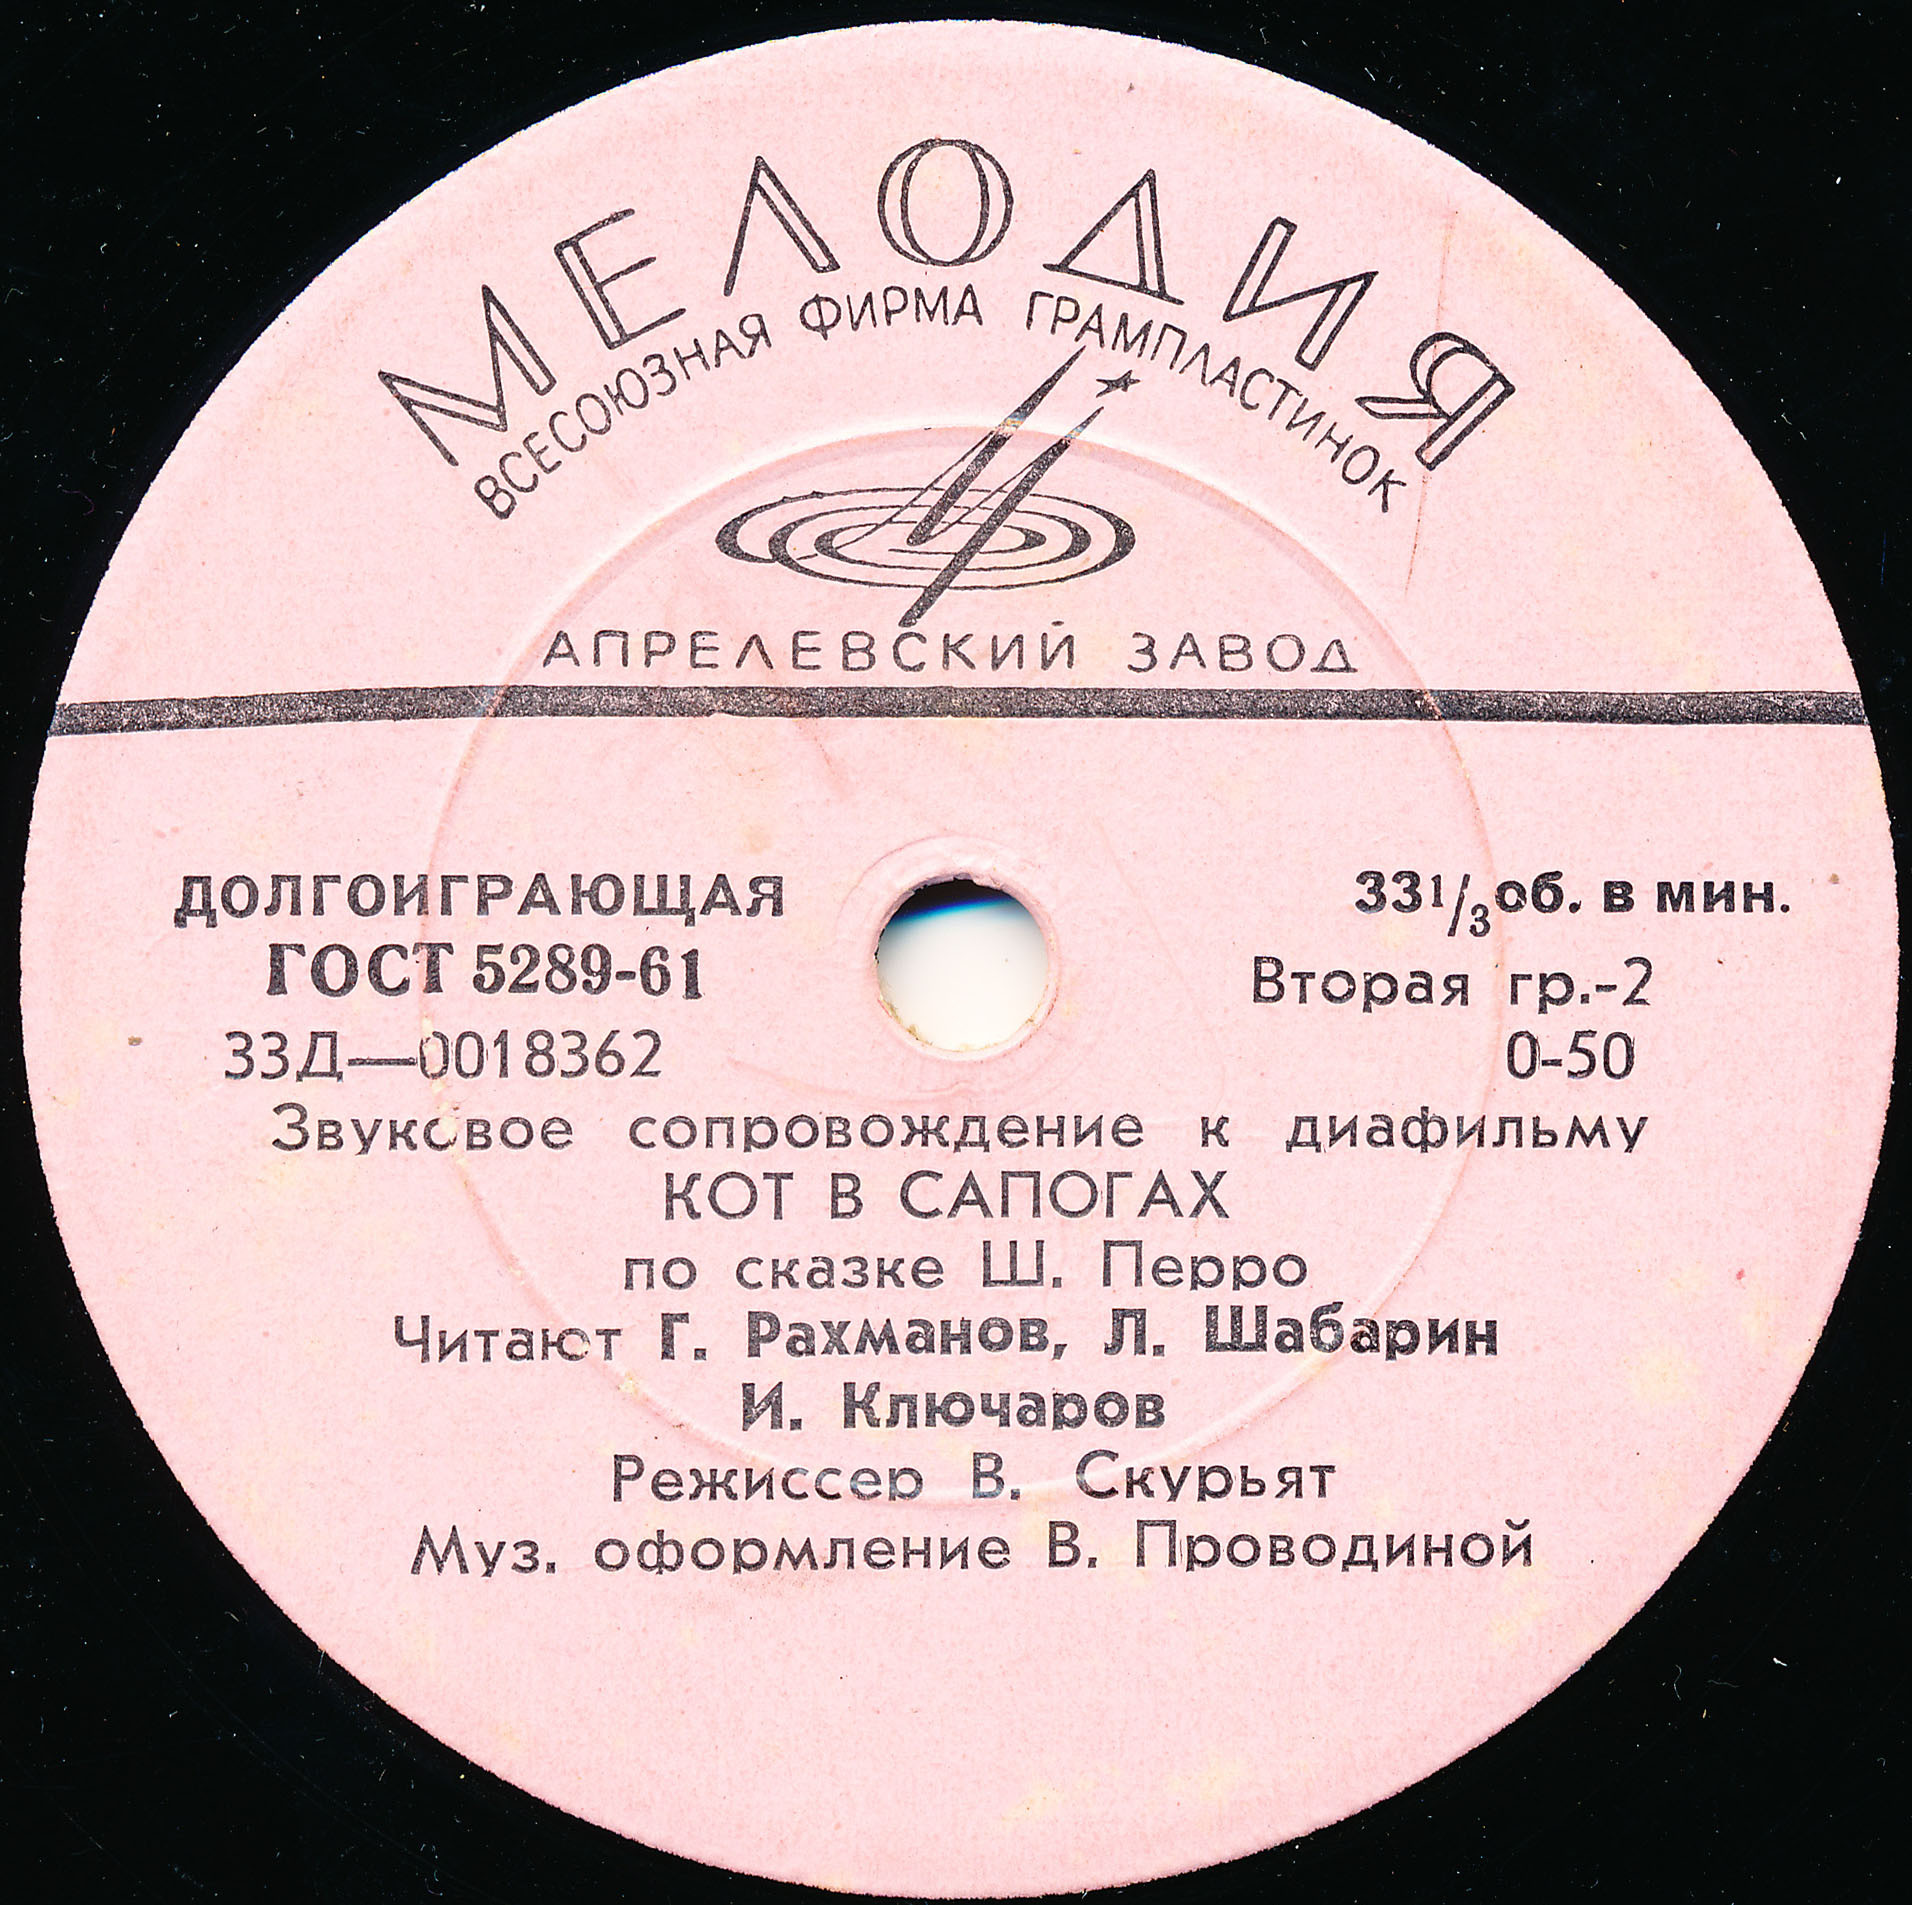 МЕЛОДИЯ
ВСЕСОЮЗНАЯ ФИРМА ГРАМПЛАСТИНОК
АПРЕЛЕВСКИЙ ЗАВОД
ДОЛГОИГРАЮЩАЯ
33 1/3 об. в мин.
ГОСТ 5289-61
Вторая гр.-2
33Д—0018362
0-50
Звуковое сопровождение к диафильму
КОТ В САПОГАХ
по сказке Ш. Перро
Читают Г. Рахманов, Л. Шабарин
И. Ключаров
Режиссер В. Скурьят
Муз. оформление В. Проводиной